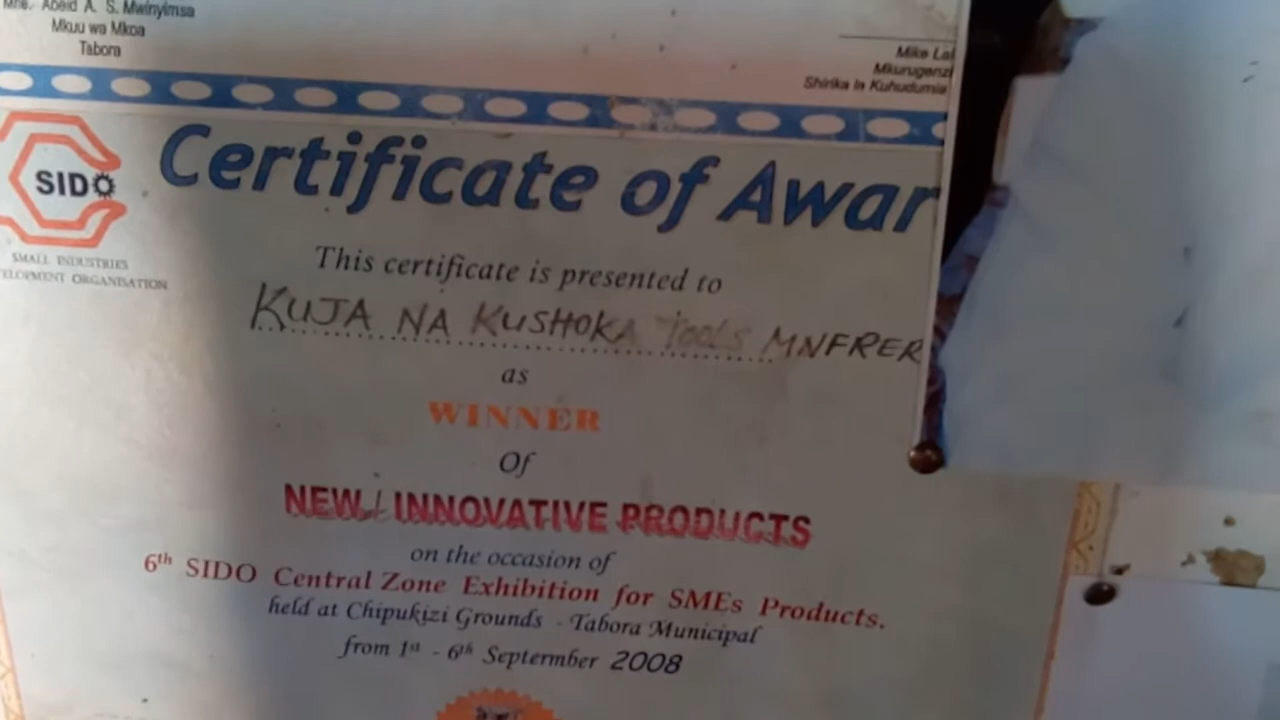 Mhe. Abeid A. S. Mwinyimsa
Mkuu wa Mkoa
Tabora
Mike Lai
Mkurugenzi
Shirika la Kuhudumia
SIDO
SMALL INDUSTRIES
ELOPMENT ORGANISATION
Certificate of Awar
This certificate is presented to
KUJA NA KUSHOKA TOOLS MNFRER
as
WINNER
Of
NEW / INNOVATIVE PRODUCTS
on the occasion of
6th SIDO Central Zone Exhibition for SMEs Products.
held at Chipukizi Grounds - Tabora Municipal
from 1st - 6th Septermber 2008